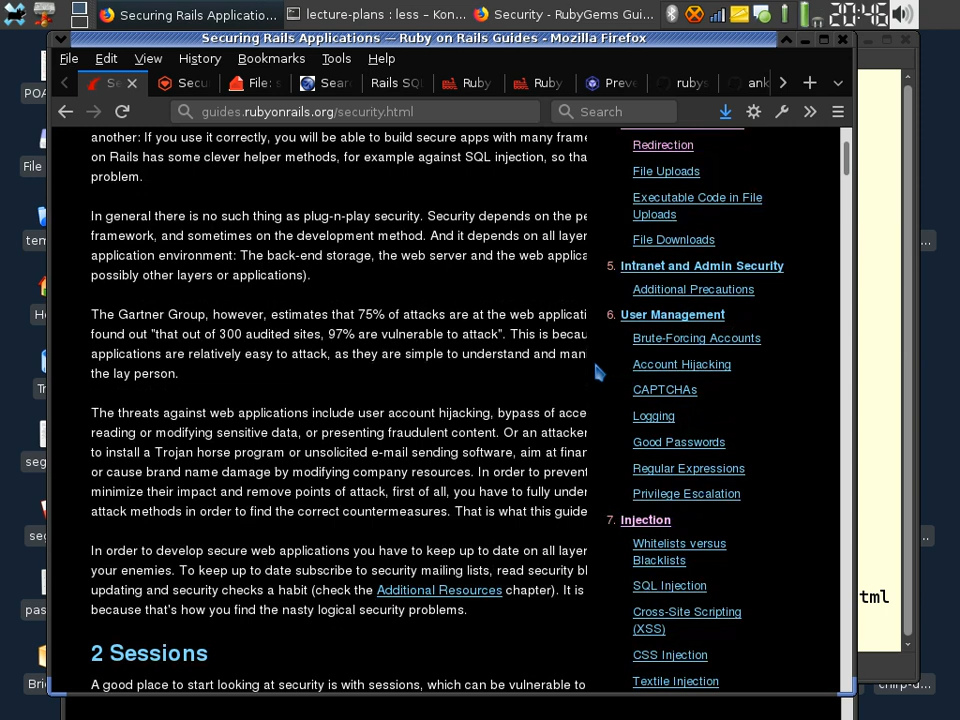 Securing Rails Applicatio...
lecture-plans : less – Kon...
Security - RubyGems Gui...
20:46
Securing Rails Applications — Ruby on Rails Guides - Mozilla Firefox
File Edit View History Bookmarks Tools Help
Se
Secu
File: s
Sear
Rails SQL
Ruby
Ruby
Preve
rubys
ank
guides.rubyonrails.org/security.html
Search
another: If you use it correctly, you will be able to build secure apps with many frame
on Rails has some clever helper methods, for example against SQL injection, so tha
problem.
In general there is no such thing as plug-n-play security. Security depends on the pe
framework, and sometimes on the development method. And it depends on all layer
application environment: The back-end storage, the web server and the web applica
possibly other layers or applications).
The Gartner Group, however, estimates that 75% of attacks are at the web applicati
found out "that out of 300 audited sites, 97% are vulnerable to attack". This is becau
applications are relatively easy to attack, as they are simple to understand and man
the lay person.
The threats against web applications include user account hijacking, bypass of acce
reading or modifying sensitive data, or presenting fraudulent content. Or an attacker
to install a Trojan horse program or unsolicited e-mail sending software, aim at finan
or cause brand name damage by modifying company resources. In order to prevent
minimize their impact and remove points of attack, first of all, you have to fully under
attack methods in order to find the correct countermeasures. That is what this guide
In order to develop secure web applications you have to keep up to date on all layer
your enemies. To keep up to date subscribe to security mailing lists, read security bl
updating and security checks a habit (check the Additional Resources chapter). It is
because that's how you find the nasty logical security problems.
2 Sessions
A good place to start looking at security is with sessions, which can be vulnerable to
Redirection
File Uploads
Executable Code in File
Uploads
File Downloads
5. Intranet and Admin Security
Additional Precautions
6. User Management
Brute-Forcing Accounts
Account Hijacking
CAPTCHAs
Logging
Good Passwords
Regular Expressions
Privilege Escalation
7. Injection
Whitelists versus
Blacklists
SQL Injection
Cross-Site Scripting
(XSS)
CSS Injection
Textile Injection
POA
File
tem
Ho
Tr
seg
seg
pas
Bri
tml
chirp-d...